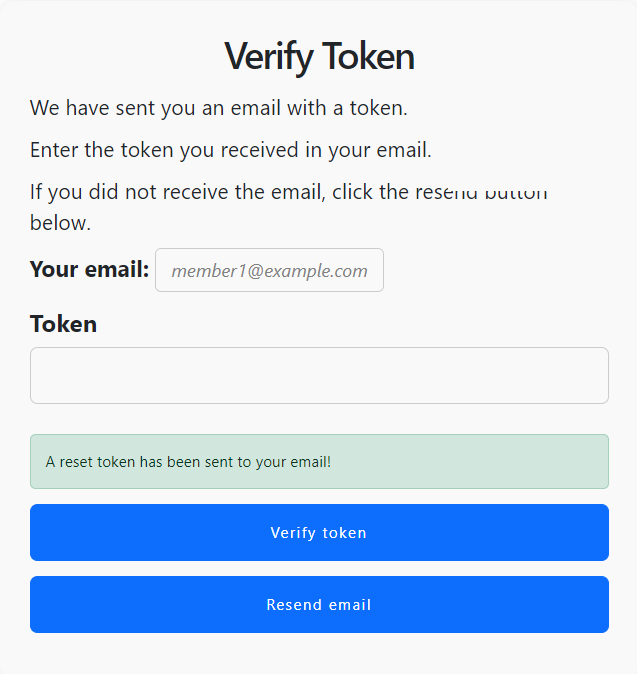 Verify Token
We have sent you an email with a token.
Enter the token you received in your email.
If you did not receive the email, click the resend button
below.
Your email: member1@example.com
Token
A reset token has been sent to your email!
Verify token
Resend email